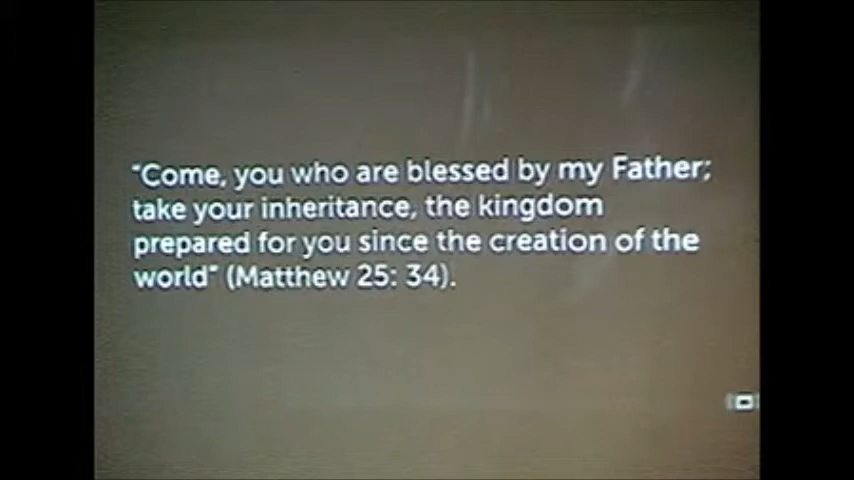 "Come, you who are blessed by my Father;
take your inheritance, the kingdom
prepared for you since the creation of the
world" (Matthew 25: 34).